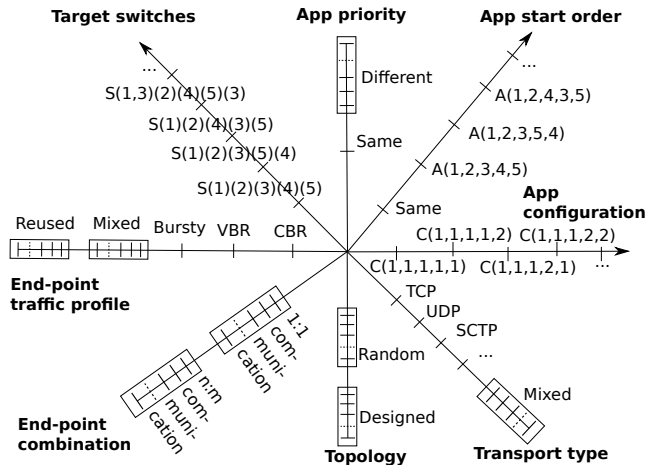 Target switches
App priority
App start order
...
S(1,3)(2)(4)(5)(3)
S(1)(2)(4)(3)(5)
S(1)(2)(3)(5)(4)
S(1)(2)(3)(4)(5)
Different
Same
...
A(1,2,4,3,5)
A(1,2,3,5,4)
A(1,2,3,4,5)
Same
App
configuration
C(1,1,1,1,2)
C(1,1,1,2,2)
C(1,1,1,1,1)
C(1,1,1,2,1)
...
Reused
Mixed
Bursty
VBR
CBR
End-point
traffic profile
TCP
UDP
SCTP
...
Mixed
Transport type
1:1
com-
muni-
cation
n:m
com-
muni-
cation
End-point
combination
Random
Designed
Topology